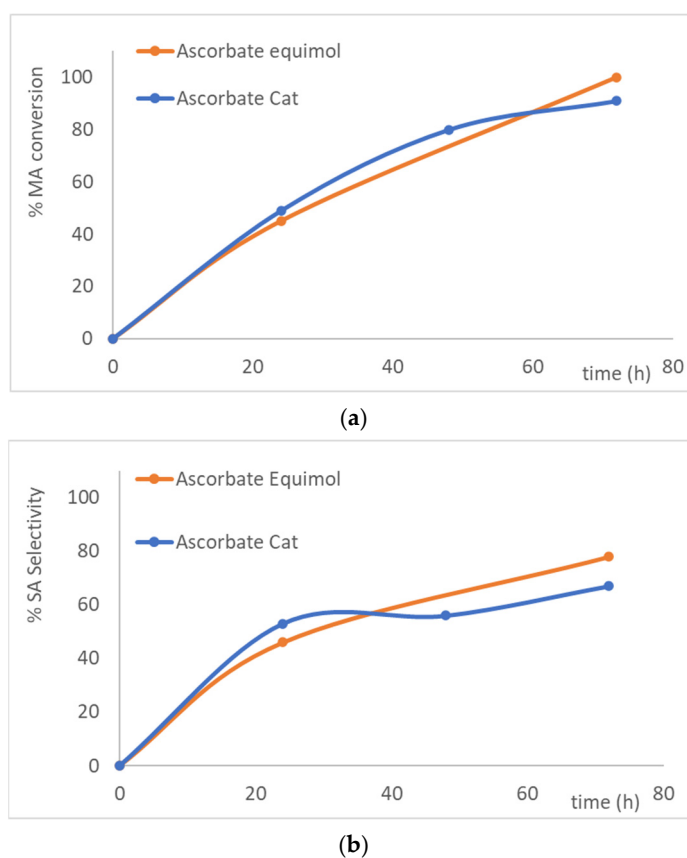 Ascorbate equimol
Ascorbate Cat
% MA conversion
100
80
60
40
20
0
0 20 40 60 80
time (h)
(a)
Ascorbate Equimol
Ascorbate Cat
% SA Selectivity
100
80
60
40
20
0
0 20 40 60 80
time (h)
(b)